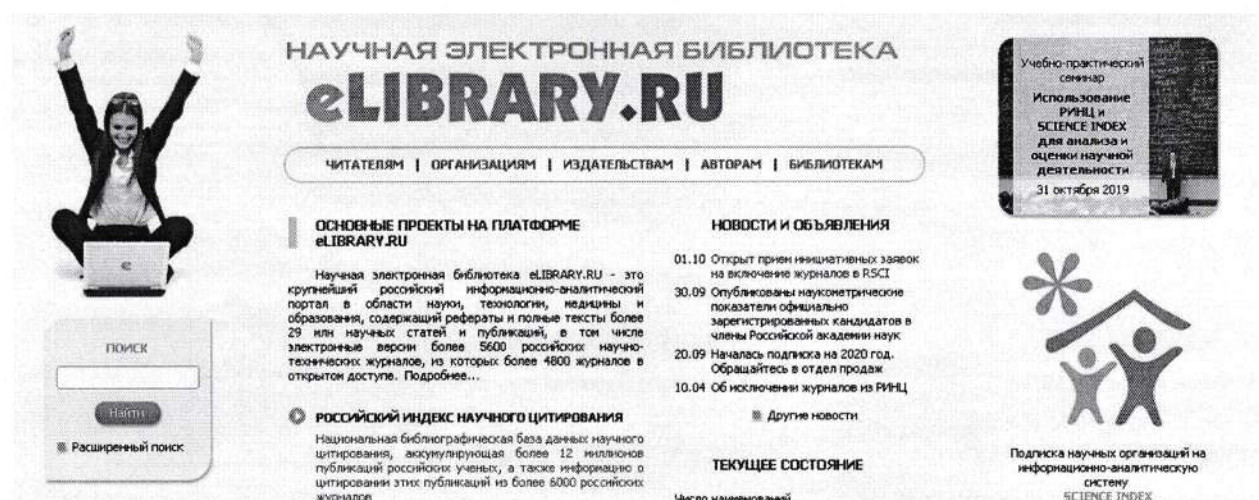 НАУЧНАЯ ЭЛЕКТРОННАЯ БИБЛИОТЕКА
eLIBRARY.RU
ЧИТАТЕЛЯМ | ОРГАНИЗАЦИЯМ | ИЗДАТЕЛЬСТВАМ | АВТОРАМ | БИБЛИОТЕКАМ
Учебно-практический
семинар
Использование
РИНЦ и
SCIENCE INDEX
для анализа и
оценки научной
деятельности
31 октября 2019
e
ПОИСК
Найти
Расширенный поиск
ОСНОВНЫЕ ПРОЕКТЫ НА ПЛАТФОРМЕ
eLIBRARY.RU
Научная электронная библиотека eLIBRARY.RU - это
крупнейший российский информационно-аналитический
портал в области науки, технологии, медицины и
образования, содержащий рефераты и полные тексты более
29 млн научных статей и публикаций, в том числе
электронные версии более 5600 российских научно-
технических журналов, из которых более 4800 журналов в
открытом доступе. Подробнее...
РОССИЙСКИЙ ИНДЕКС НАУЧНОГО ЦИТИРОВАНИЯ
Национальная библиографическая база данных научного
цитирования, аккумулирующая более 12 миллионов
публикаций российских ученых, а также информацию о
цитировании этих публикаций из более 6000 российских
журналов
НОВОСТИ И ОБЪЯВЛЕНИЯ
01.10 Открыт прием инициативных заявок
на включение журналов в RSCI
30.09 Опубликованы наукометрические
показатели официально
зарегистрированных кандидатов в
члены Российской академии наук
20.09 Началась подписка на 2020 год.
Обращайтесь в отдел продаж
10.04 Об исключении журналов из РИНЦ
Другие новости
ТЕКУЩЕЕ СОСТОЯНИЕ
Число наименований
Подписка научных организаций на
информационно-аналитическую
систему
SCIENCE INDEX